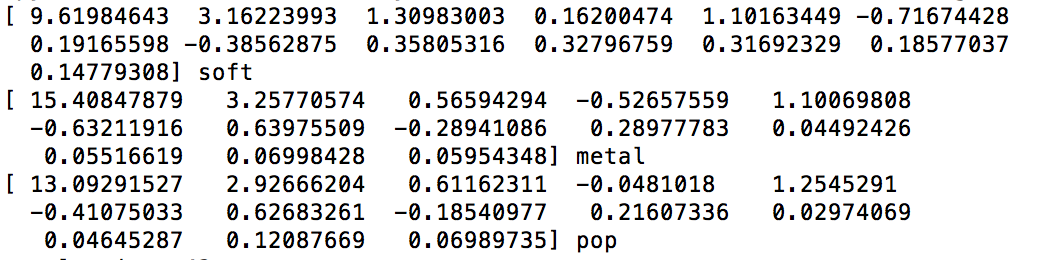 [ 9.61984643 3.16223993 1.30983003 0.16200474 1.10163449 -0.71674428
0.19165598 -0.38562875 0.35805316 0.32796759 0.31692329 0.18577037
0.14779308] soft
[ 15.40847879 3.25770574 0.56594294 -0.52657559 1.10069808
-0.63211916 0.63975509 -0.28941086 0.28977783 0.04492426
0.05516619 0.06998428 0.05954348] metal
[ 13.09291527 2.92666204 0.61162311 -0.0481018 1.2545291
-0.41075033 0.62683261 -0.18540977 0.21607336 0.02974069
0.04645287 0.12087669 0.06989735] pop